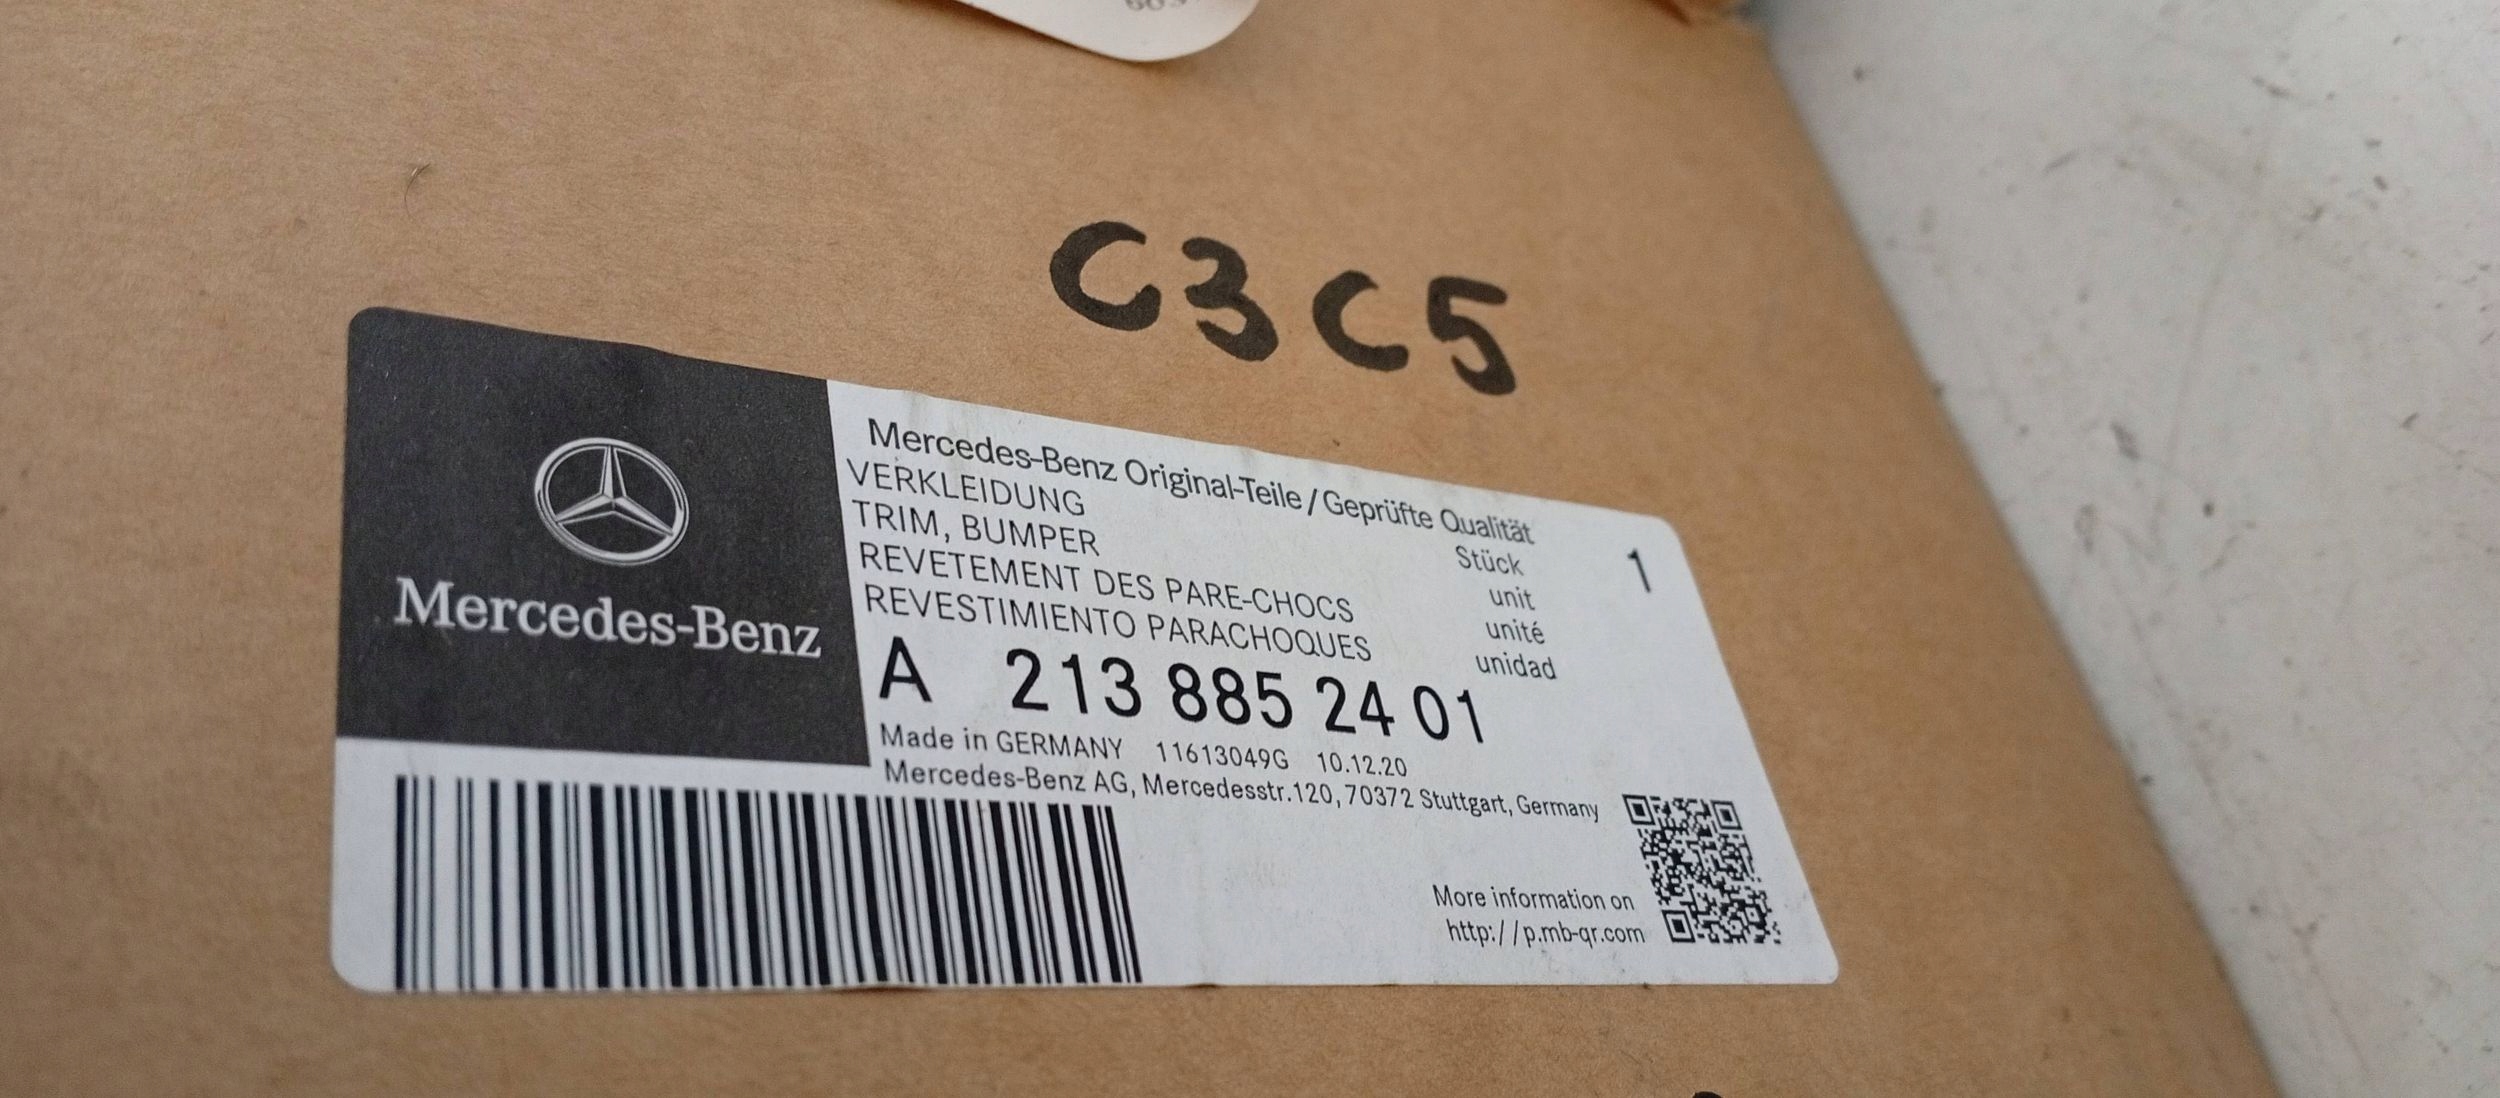 C3C5
Mercedes-Benz
Mercedes-Benz Original-Teile / Geprüfte Qualität
VERKLEIDUNG
TRIM, BUMPER
REVETEMENT DES PARE-CHOCS
REVESTIMIENTO PARACHOQUES
Stück 1
unit
unité
unidad
A 213 885 24 01
Made in GERMANY 11613049G 10.12.20
Mercedes-Benz AG, Mercedesstr.120, 70372 Stuttgart, Germany
More information on
http://p.mb-qr.com